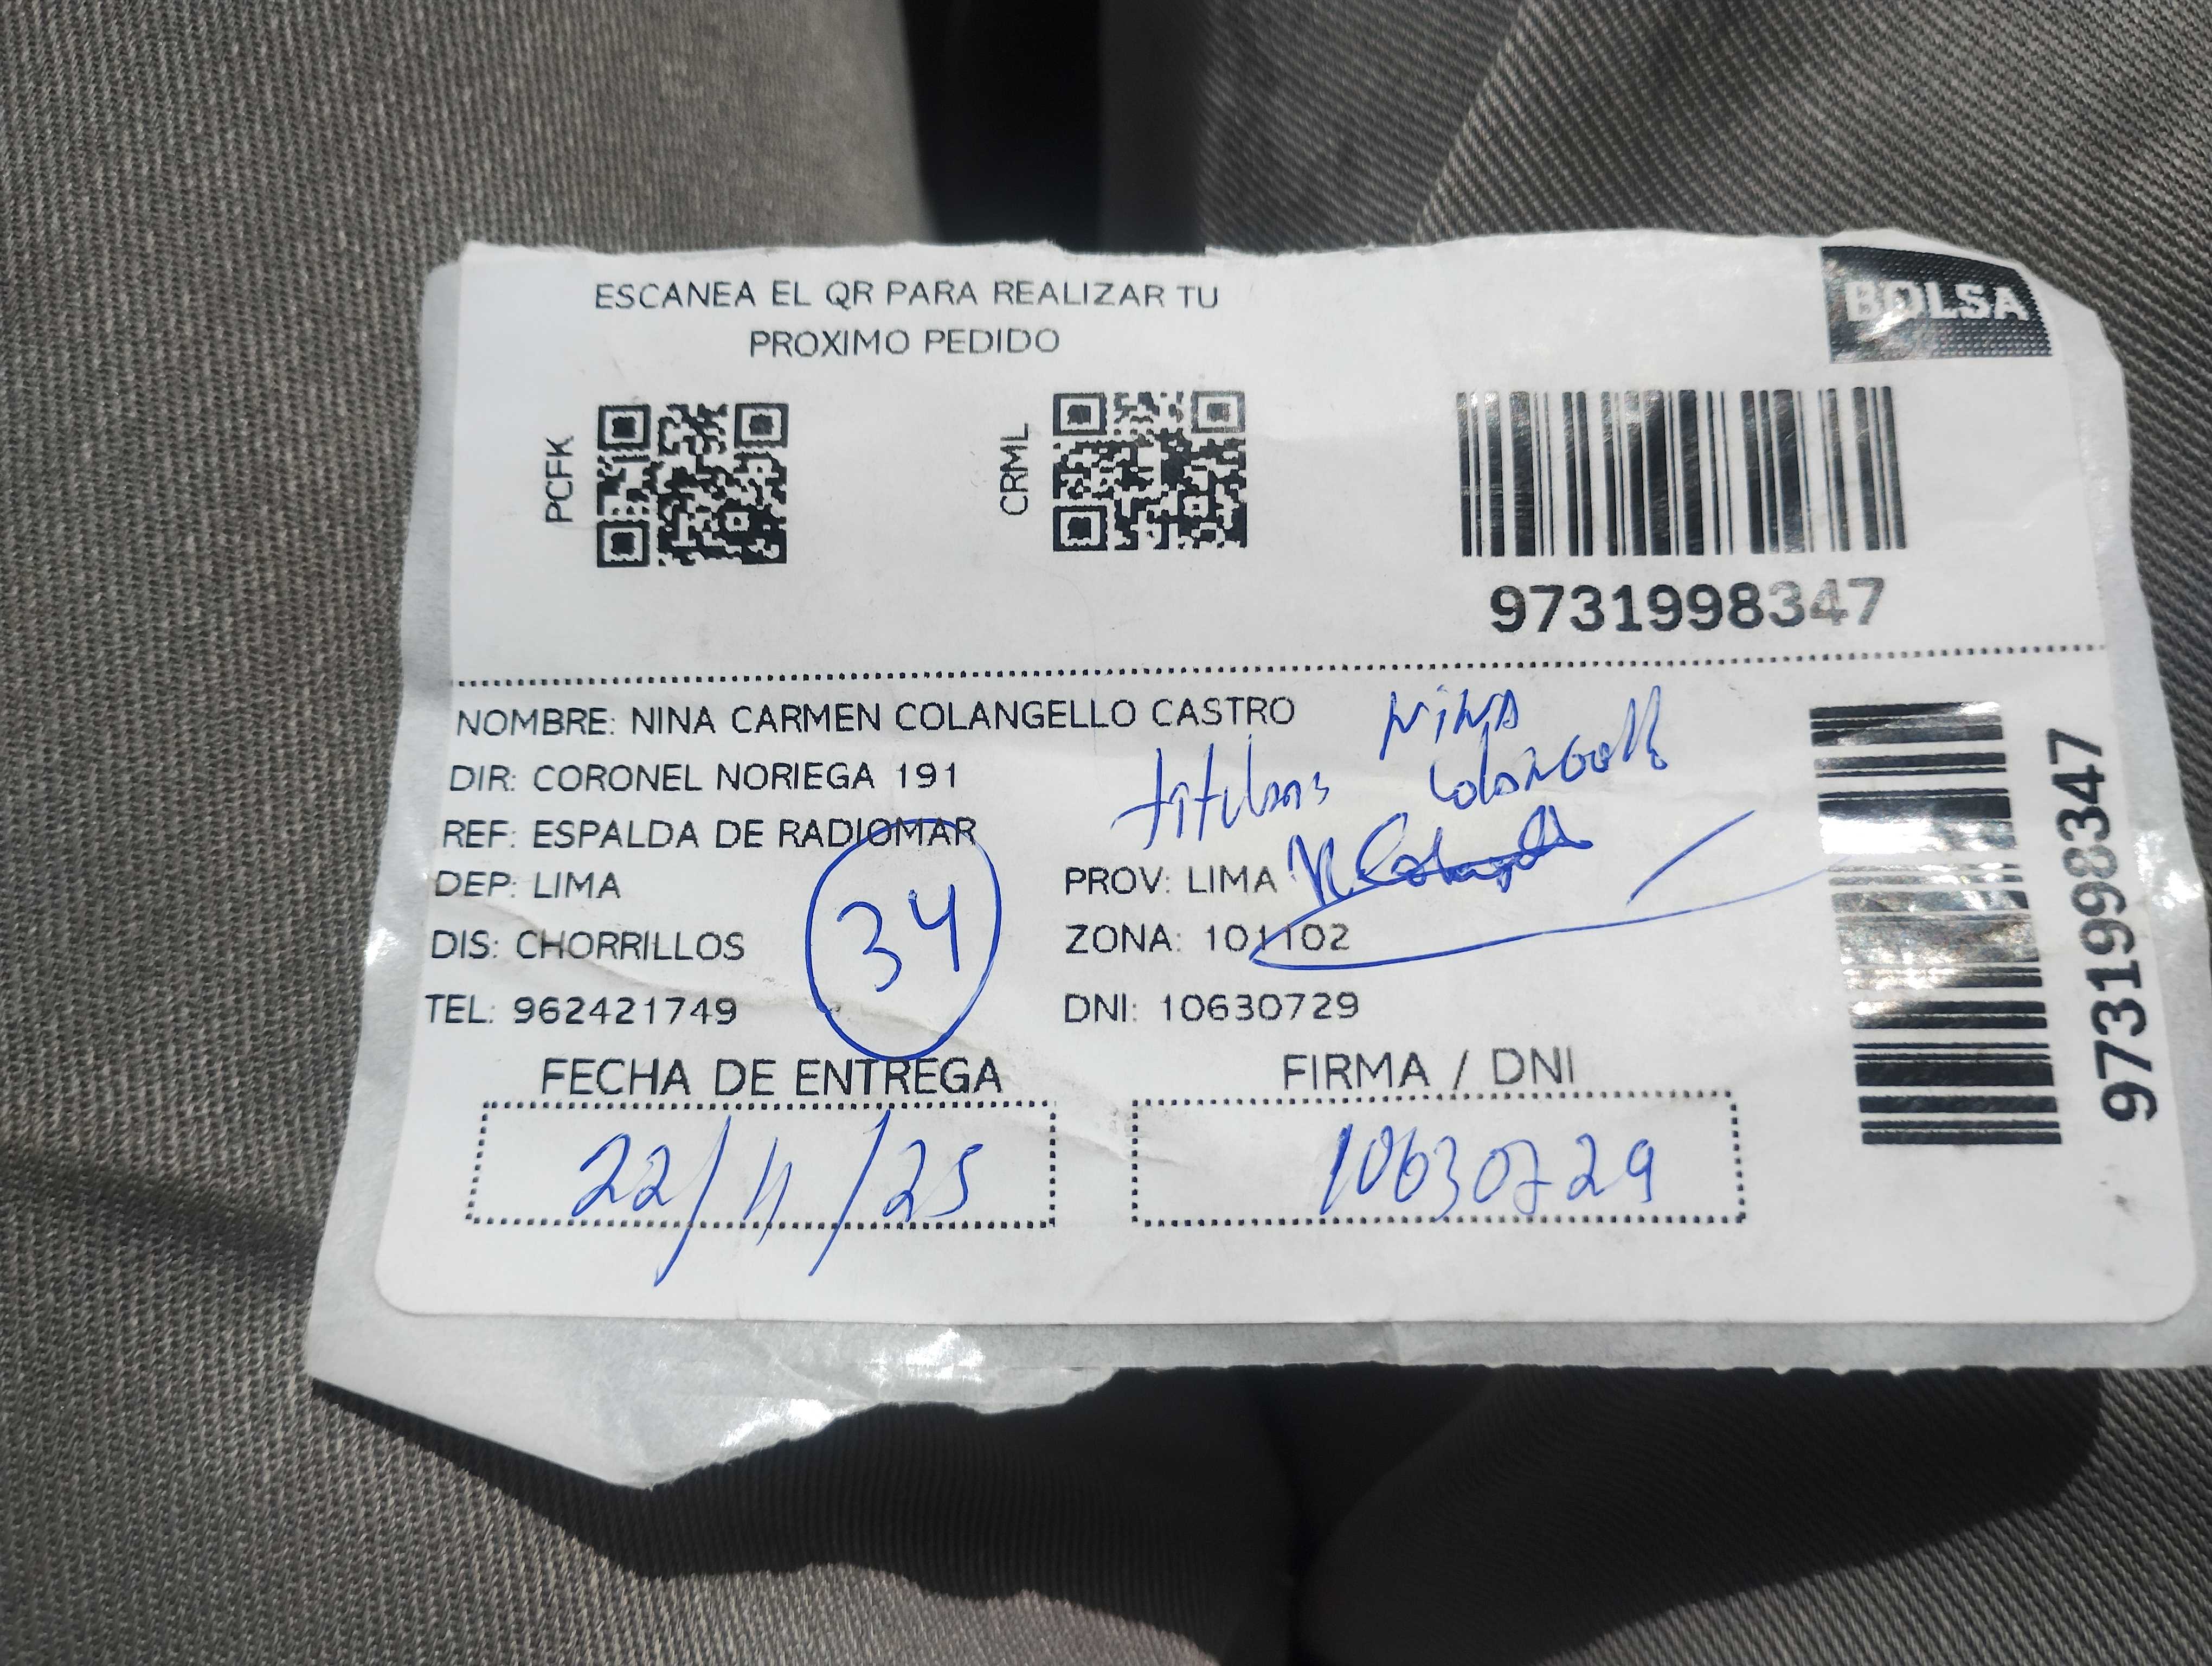 ESCANEA EL QR PARA REALIZAR TU
PROXIMO PEDIDO
BOLSA
PCFK
CRML
9731998347
NOMBRE: NINA CARMEN COLANGELLO CASTRO
DIR: CORONEL NORIEGA 191
REF: ESPALDA DE RADIOMAR
DEP: LIMA
PROV: LIMA
DIS: CHORRILLOS
ZONA: 101102
TEL: 962421749
DNI: 10630729
34
Nina
9731998347
FECHA DE ENTREGA
FIRMA / DNI
22/11/25
10630729